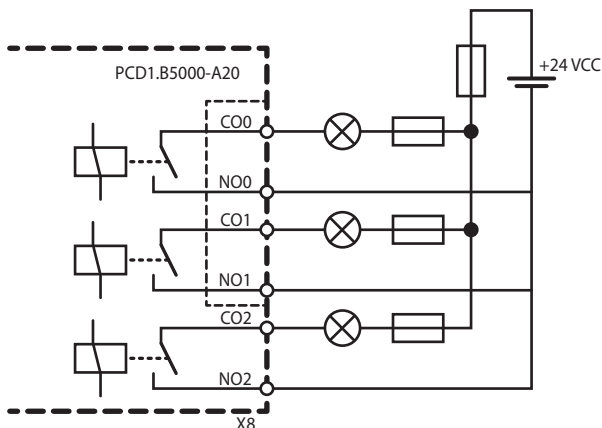 PCD1.B5000-A20
+24 VCC
CO0
NO0
CO1
NO1
CO2
NO2
X8